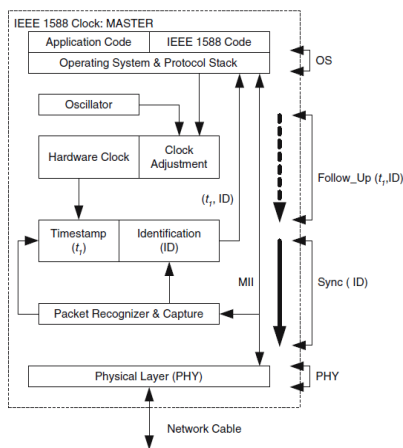 IEEE 1588 Clock: MASTER
Application Code
IEEE 1588 Code
Operating System & Protocol Stack
OS
Oscillator
Hardware Clock
Clock
Adjustment
Follow_Up (t1,ID)
(t1, ID)
Timestamp
(t1)
Identification
(ID)
MII
Sync ( ID)
Packet Recognizer & Capture
Physical Layer (PHY)
PHY
Network Cable